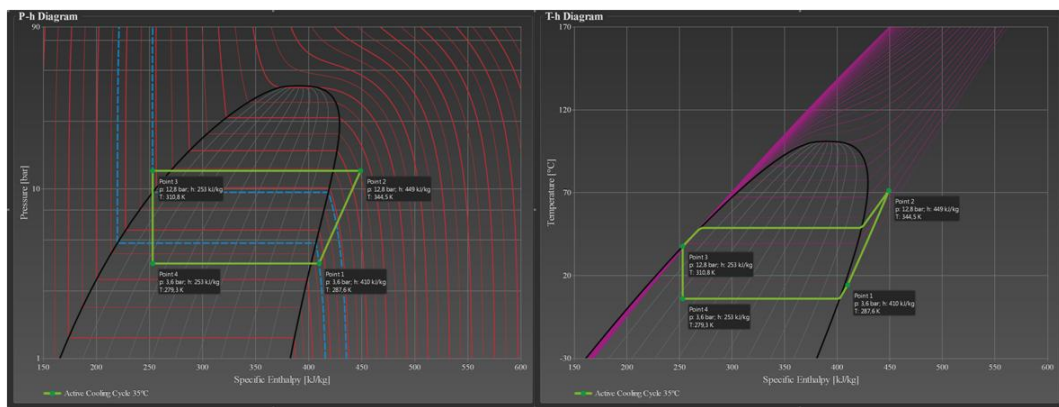 P-h Diagram
90
10
1
Pressure [bar]
Point 3
p: 12,8 bar; h: 253 kJ/kg
T: 310,8 K
Point 2
p: 12,8 bar; h: 449 kJ/kg
T: 344,5 K
Point 4
p: 3,6 bar; h: 253 kJ/kg
T:279,3 K
Point 1
p: 3,6 bar; h: 410 kJ/kg
T: 287,6 K
150 200 250 300 350 400 450 500 550 600
Specific Enthalpy [kJ/kg]
Active Cooling Cycle 35°C
T-h Diagram
170
120
70
20
-30
Temperature [°C]
Point 2
p: 12,8 bar; h: 449 kJ/kg
T: 344,5 K
Point 3
p: 12,8 bar; h: 253 kJ/kg
T: 310,8 K
Point 4
p: 3,6 bar; h: 253 kJ/kg
T:279,3 K
Point 1
p: 3,6 bar; h: 410 kJ/kg
T: 287,6 K
150 200 250 300 350 400 450 500 550 600
Specific Enthalpy [kJ/kg]
Active Cooling Cycle 35°C